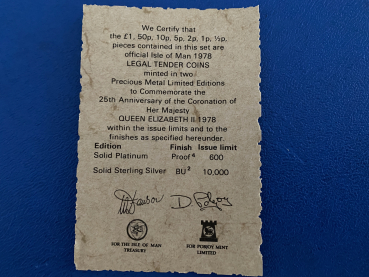 We Certify that
the £1, 50p, 10p, 5p, 2p, 1p, ½p,
pieces contained in this set are
official Isle of Man 1978
LEGAL TENDER COINS
minted in two
Precious Metal Limited Editions
to Commemorate the
25th Anniversary of the Coronation of
Her Majesty
QUEEN ELIZABETH II 1978
within the issue limits and to the
finishes as specified hereunder.
Edition Finish Issue limit
Solid Platinum Proof⁴ 600
Solid Sterling Silver BU² 10,000
FOR THE ISLE OF MAN FOR POBJOY MINT
TREASURY LIMITED